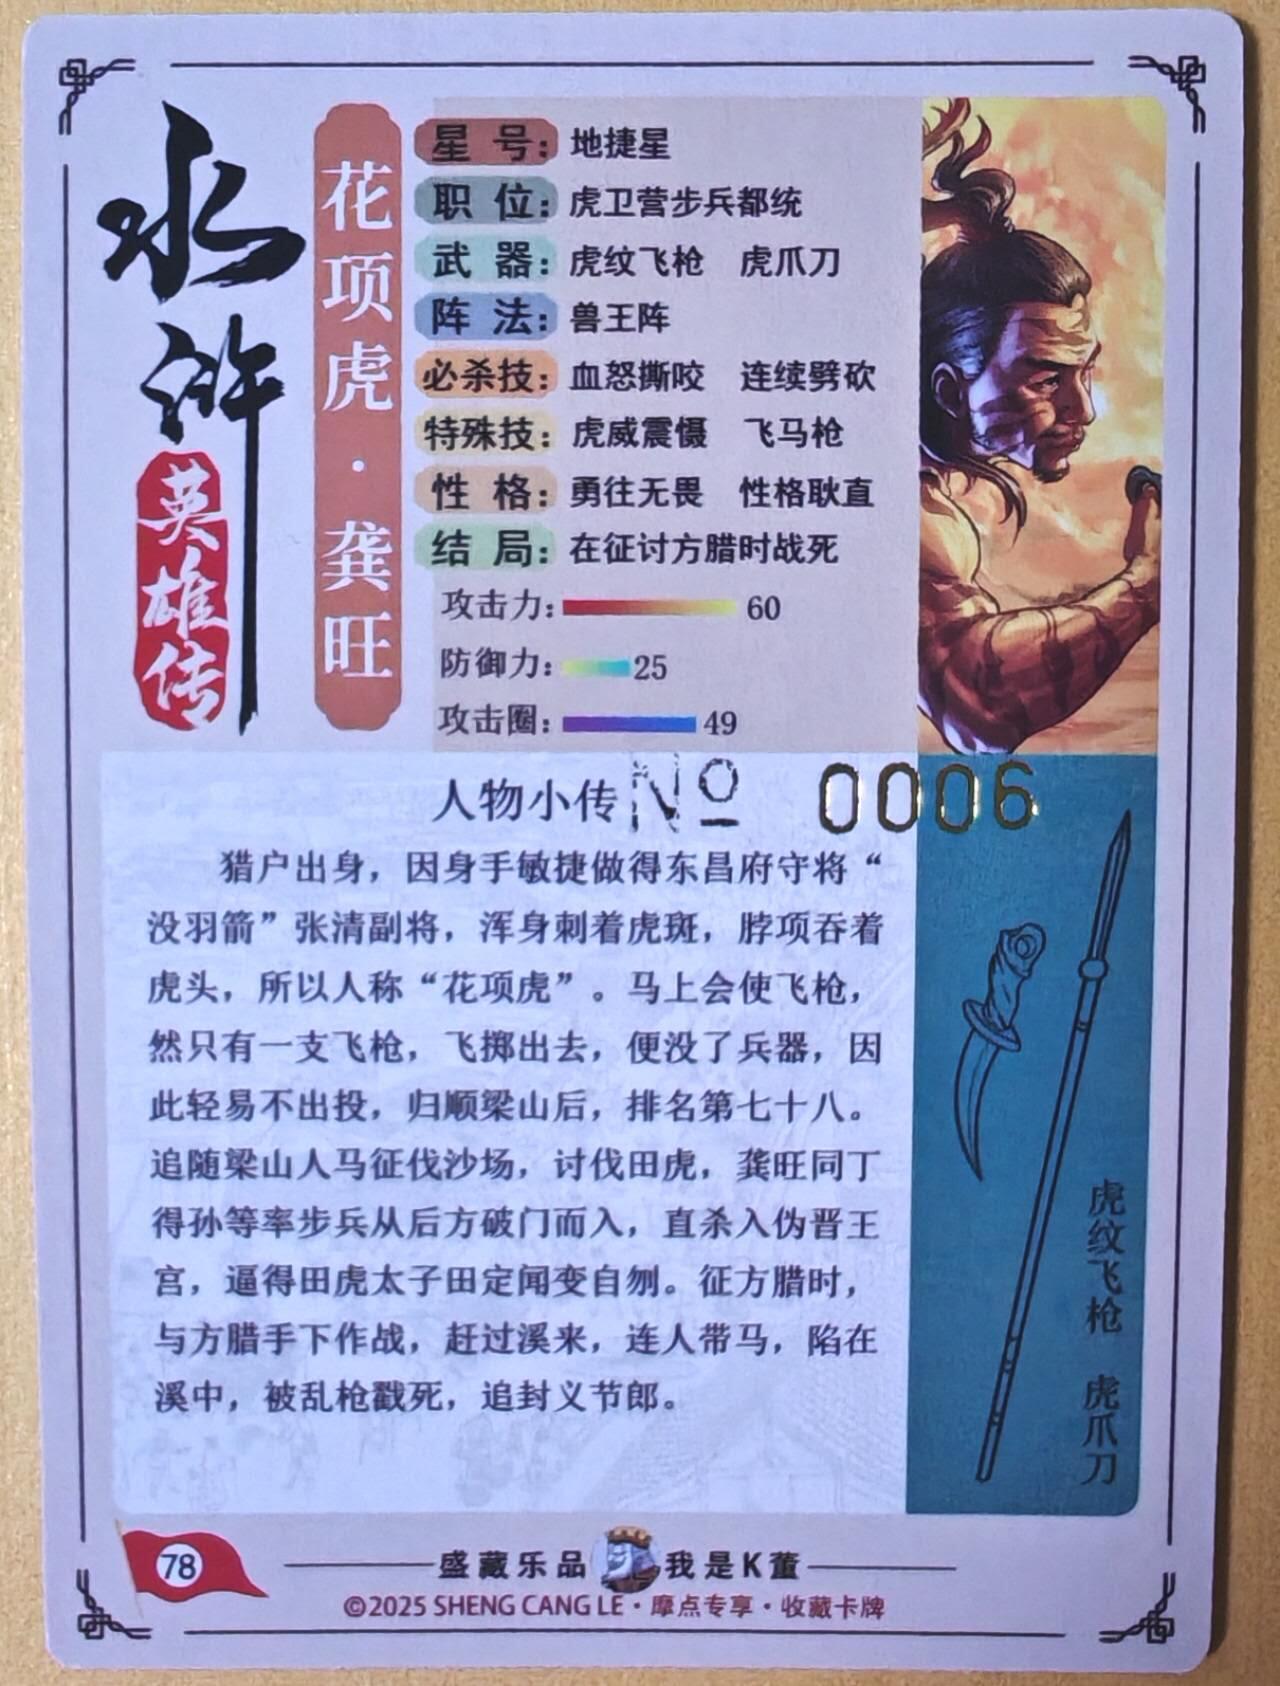 水浒
英雄传
花项虎·龚旺
星号：地捷星
职位：虎卫营步兵都统
武器：虎纹飞枪 虎爪刀
阵法：兽王阵
必杀技：血怒撕咬 连续劈砍
特殊技：虎威震慑 飞马枪
性格：勇往无畏 性格耿直
结局：在征讨方腊时战死
攻击力：60
防御力：25
攻击圈：49
人物小传
№ 0006
猎户出身，因身手敏捷做得东昌府守将“
没羽箭”张清副将，浑身刺着虎斑，脖项吞着
虎头，所以人称“花项虎”。马上会使飞枪，
然只有一支飞枪，飞掷出去，便没了兵器，因
此轻易不出投，归顺梁山后，排名第七十八。
追随梁山人马征伐沙场，讨伐田虎，龚旺同丁
得孙等率步兵从后方破门而入，直杀入伪晋王
宫，逼得田虎太子田定闻变自刎。征方腊时，
与方腊手下作战，赶过溪来，连人带马，陷在
溪中，被乱枪戳死，追封义节郎。
虎纹飞枪 虎爪刀
78
盛藏乐品 我是K董
©2025 SHENG CANG LE·摩点专享·收藏卡牌